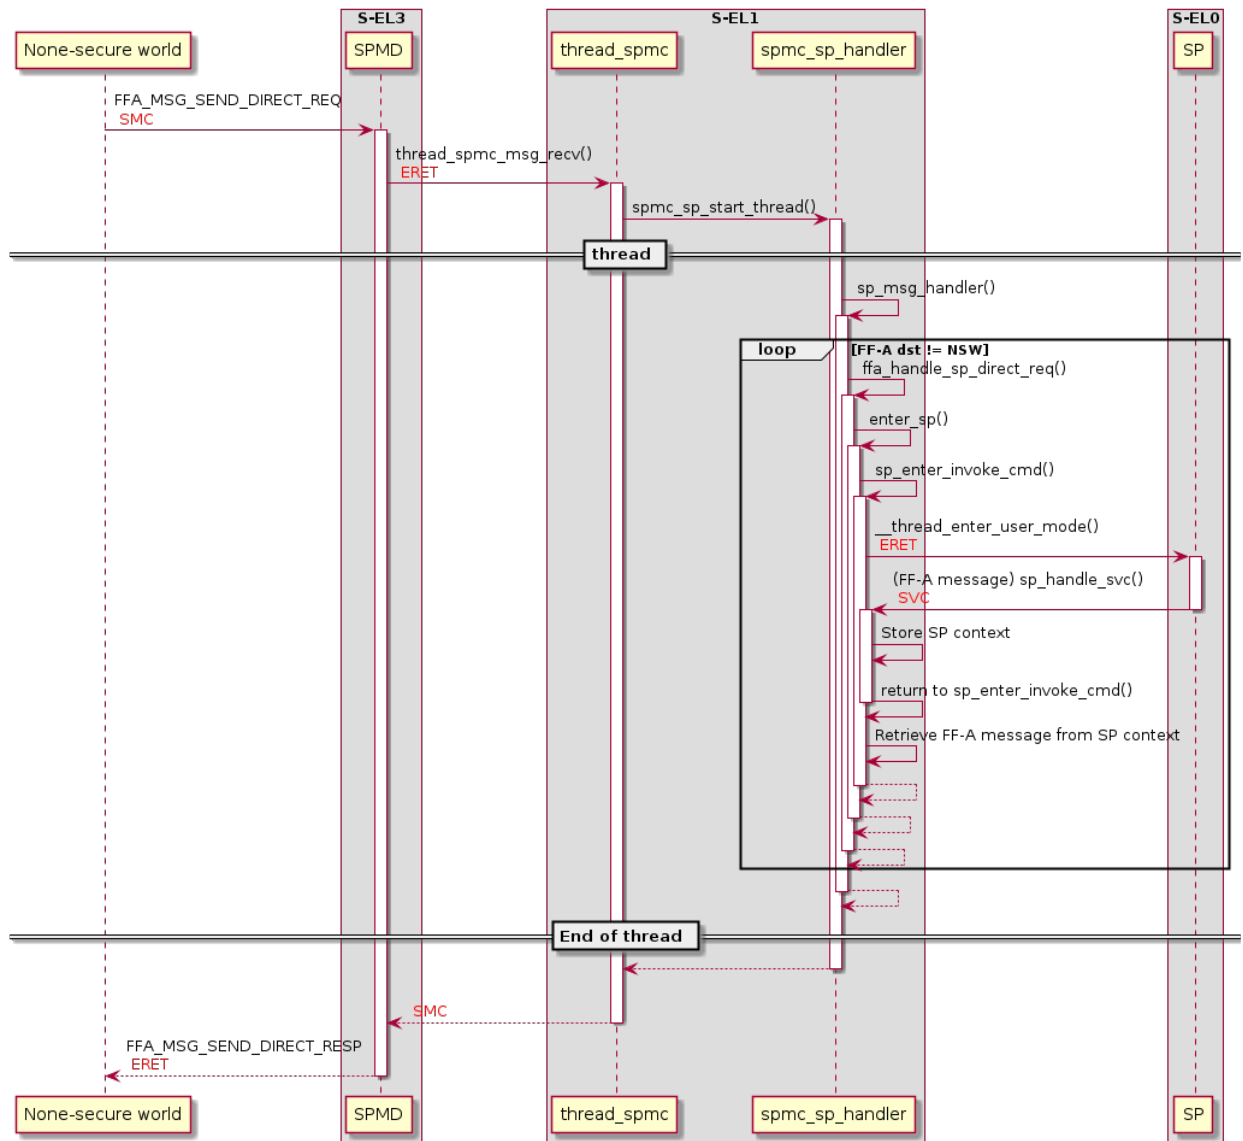 S-EL3
S-EL1
S-EL0
None-secure world
SPMD
thread_spmc
spmc_sp_handler
SP
FFA_MSG_SEND_DIRECT_REQ
SMC
thread_spmc_msg_recv()
ERET
spmc_sp_start_thread()
thread
sp_msg_handler()
loop
[FF-A dst != NSW]
ffa_handle_sp_direct_req()
enter_sp()
sp_enter_invoke_cmd()
__thread_enter_user_mode()
ERET
(FF-A message) sp_handle_svc()
SVC
Store SP context
return to sp_enter_invoke_cmd()
Retrieve FF-A message from SP context
End of thread
SMC
FFA_MSG_SEND_DIRECT_RESP
ERET
None-secure world
SPMD
thread_spmc
spmc_sp_handler
SP